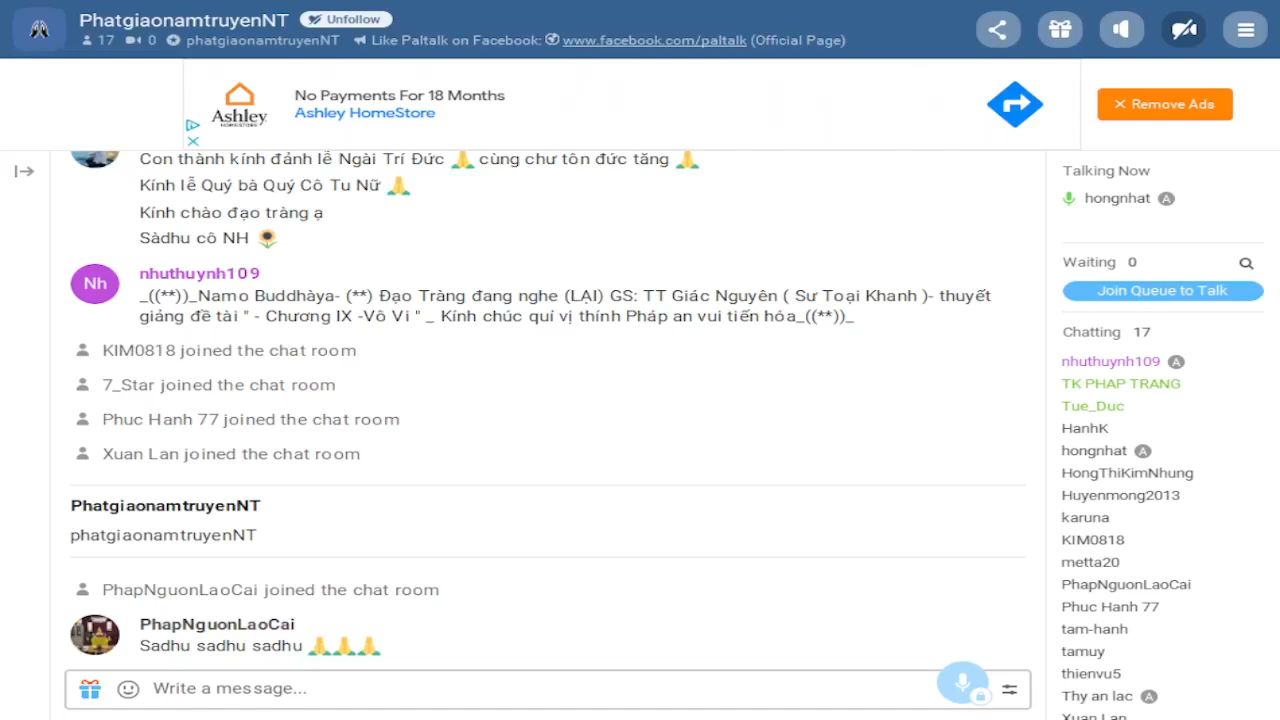 PhatgiaonamtruyenNT Unfollow
17 0 phatgiaonamtruyenNT Like Paltalk on Facebook: www.facebook.com/paltalk (Official Page)
No Payments For 18 Months
Ashley HomeStore
Ashley
HOMESTORE
Remove Ads
Con thành kính đảnh lễ Ngài Trí Đức 🙏 cùng chư tôn đức tăng 🙏
Kính lễ Quý bà Quý Cô Tu Nữ 🙏
Kính chào đạo tràng ạ
Sàdhu cô NH 🌻
Nh
nhuthuynh109
_((**))_Namo Buddhàya- (**) Đạo Tràng đang nghe (LẠI) GS: TT Giác Nguyên ( Sư Toại Khanh )- thuyết
giảng đề tài " - Chương IX -Vô Vi " _ Kính chúc quí vị thính Pháp an vui tiến hóa_((**))_
KIM0818 joined the chat room
7_Star joined the chat room
Phuc Hanh 77 joined the chat room
Xuan Lan joined the chat room
PhatgiaonamtruyenNT
phatgiaonamtruyenNT
PhapNguonLaoCai joined the chat room
PhapNguonLaoCai
Sadhu sadhu sadhu 🙏🙏🙏
Write a message...
Talking Now
hongnhat A
Waiting 0
Join Queue to Talk
Chatting 17
nhuthuynh109 A
TK PHAP TRANG
Tue_Duc
HanhK
hongnhat A
HongThiKimNhung
Huyenmong2013
karuna
KIM0818
metta20
PhapNguonLaoCai
Phuc Hanh 77
tam-hanh
tamuy
thienvu5
Thy an lac A
Xuan Lan